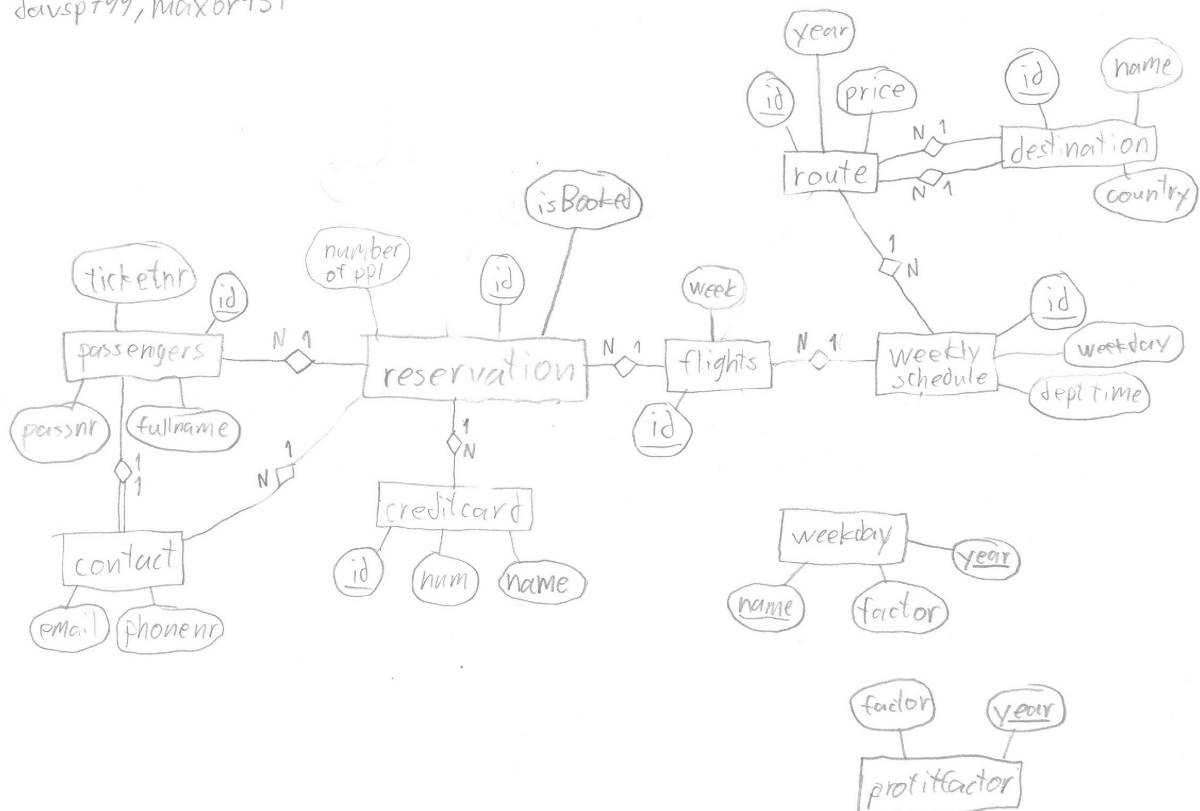 davspt99, maxbr431
year
id
price
id
name
N 1
N 1
route
destination
country
isBooked
number
of ppl
id
1
N
ticketnr
id
week
id
weekday
dept time
passengers
N 1
reservation
N 1
flights
N 1
weekly
schedule
passnr
fullname
id
1
1
N
1
1
N
creditcard
id
num
name
contact
email
phonenr
weekday
year
name
factor
factor
year
profitfactor